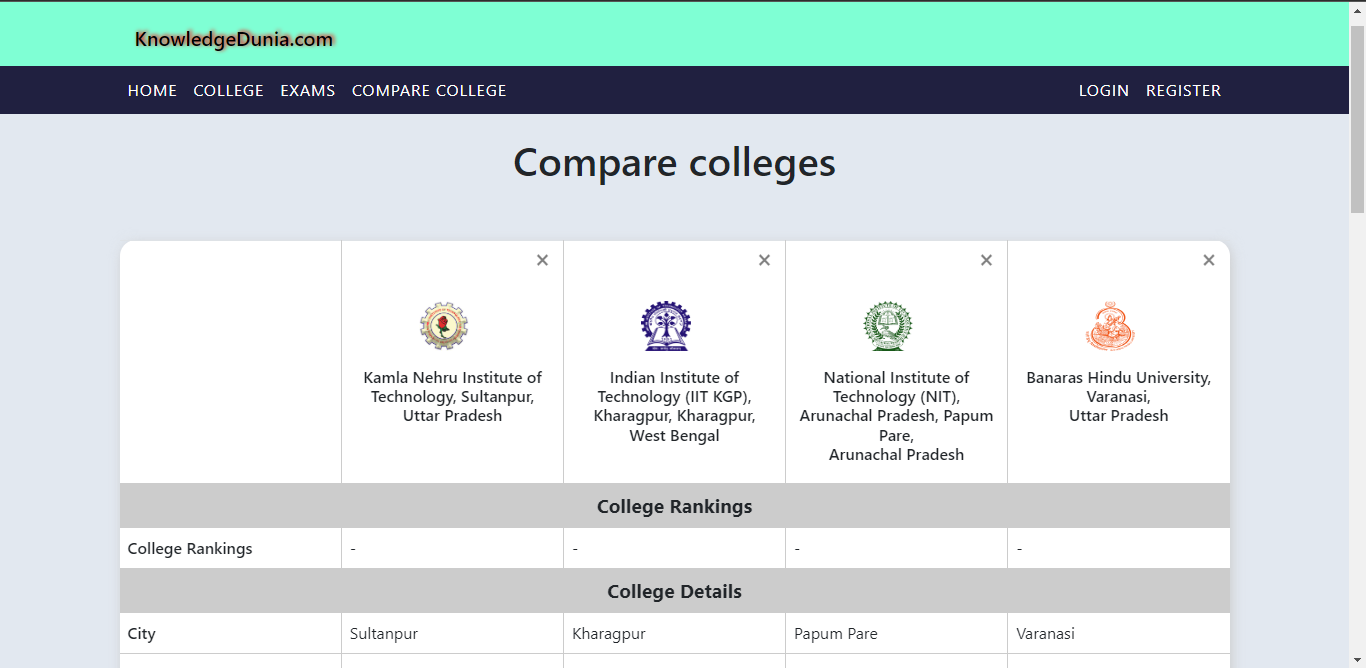 KnowledgeDunia.com
HOME COLLEGE EXAMS COMPARE COLLEGE LOGIN REGISTER
Compare colleges
Kamla Nehru Institute of
Technology, Sultanpur,
Uttar Pradesh
Indian Institute of
Technology (IIT KGP),
Kharagpur, Kharagpur,
West Bengal
National Institute of
Technology (NIT),
Arunachal Pradesh, Papum
Pare,
Arunachal Pradesh
Banaras Hindu University,
Varanasi,
Uttar Pradesh
College Rankings
College Rankings - - - -
College Details
City Sultanpur Kharagpur Papum Pare Varanasi